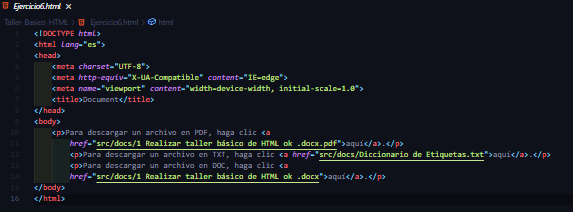 Ejercicio6.html ×
Taller Basico HTML > Ejercicio6.html > html
1 <!DOCTYPE html>
2 <html lang="es">
3 <head>
4 <meta charset="UTF-8">
5 <meta http-equiv="X-UA-Compatible" content="IE=edge">
6 <meta name="viewport" content="width=device-width, initial-scale=1.0">
7 <title>Document</title>
8 </head>
9 <body>
10 <p>Para descargar un archivo en PDF, haga clic <a
11 href="src/docs/1 Realizar taller básico de HTML ok .docx.pdf">aquí</a>.</p>
12 <p>Para descargar un archivo en TXT, haga clic <a href="src/docs/Diccionario de Etiquetas.txt">aquí</a>.</p>
13 <p>Para descargar un archivo en DOC, haga clic <a
14 href="src/docs/1 Realizar taller básico de HTML ok .docx">aquí</a>.</p>
15 </body>
16 </html>